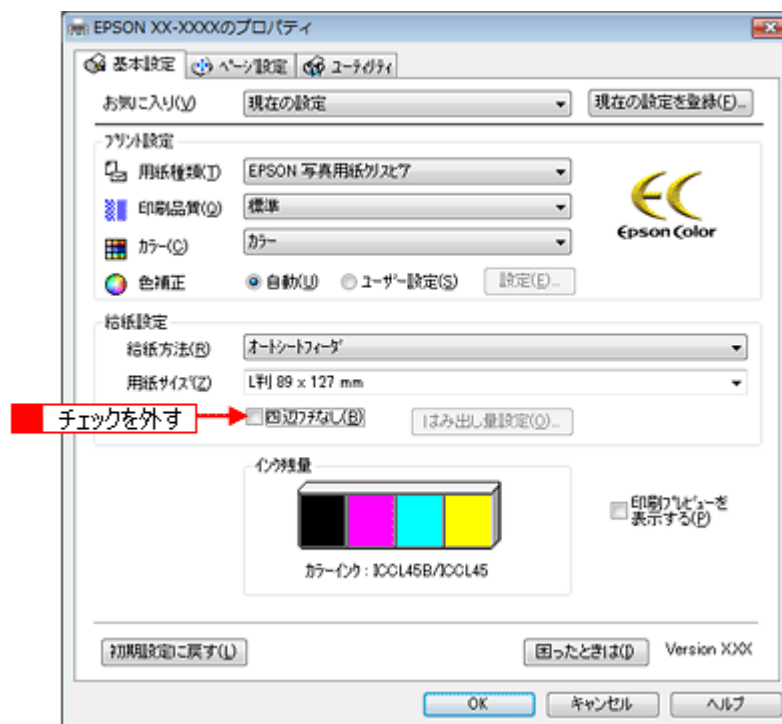 EPSON XX-XXXXのプロパティ
基本設定 ページ設定 ユーティリティ
お気に入り(V) 現在の設定 現在の設定を登録(F)...
プリント設定
用紙種類(T) EPSON 写真用紙クリスピア
印刷品質(Q) 標準
カラー(C) カラー
Epson Color
色補正 自動(U) ユーザー設定(S) 設定(E)...
給紙設定
給紙方法(R) オートシートフィーダ
用紙サイズ(Z) L判 89 x 127 mm
チェックを外す 四辺フチなし(B) はみ出し量設定(O)...
インク残量
印刷プレビューを
表示する(P)
カラーインク : ICCL45B/ICCL45
初期設定に戻す(L) 困ったときは(I) Version X.XX
OK キャンセル ヘルプ